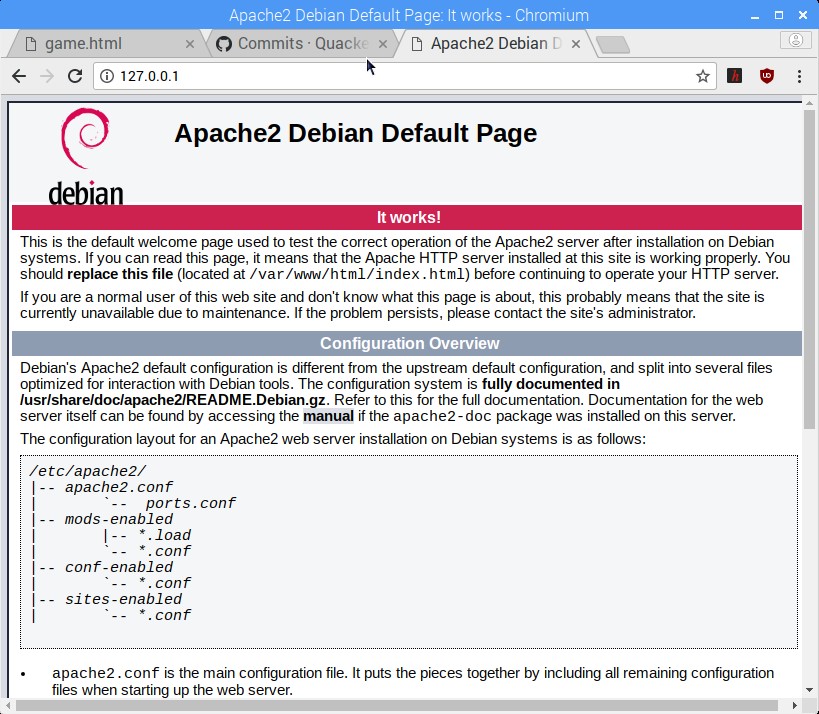 Apache2 Debian Default Page: It works - Chromium
game.html
Commits · Quacke
Apache2 Debian D
127.0.0.1
debian
Apache2 Debian Default Page
It works!
This is the default welcome page used to test the correct operation of the Apache2 server after installation on Debian
systems. If you can read this page, it means that the Apache HTTP server installed at this site is working properly. You
should replace this file (located at /var/www/html/index.html) before continuing to operate your HTTP server.
If you are a normal user of this web site and don't know what this page is about, this probably means that the site is
currently unavailable due to maintenance. If the problem persists, please contact the site's administrator.
Configuration Overview
Debian's Apache2 default configuration is different from the upstream default configuration, and split into several files
optimized for interaction with Debian tools. The configuration system is fully documented in
/usr/share/doc/apache2/README.Debian.gz. Refer to this for the full documentation. Documentation for the web
server itself can be found by accessing the manual if the apache2-doc package was installed on this server.
The configuration layout for an Apache2 web server installation on Debian systems is as follows:
/etc/apache2/
|-- apache2.conf
|       `--  ports.conf
|-- mods-enabled
|       |-- *.load
|       `-- *.conf
|-- conf-enabled
|       `-- *.conf
|-- sites-enabled
|       `-- *.conf
• apache2.conf is the main configuration file. It puts the pieces together by including all remaining configuration
files when starting up the web server.